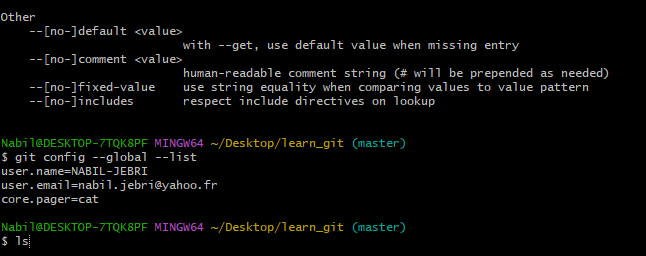 Other
    --[no-]default <value>
                          with --get, use default value when missing entry
    --[no-]comment <value>
                          human-readable comment string (# will be prepended as needed)
    --[no-]fixed-value    use string equality when comparing values to value pattern
    --[no-]includes       respect include directives on lookup
Nabil@DESKTOP-7TQK8PF MINGW64 ~/Desktop/learn_git (master)
$ git config --global --list
user.name=NABIL-JEBRI
user.email=nabil.jebri@yahoo.fr
core.pager=cat
Nabil@DESKTOP-7TQK8PF MINGW64 ~/Desktop/learn_git (master)
$ ls